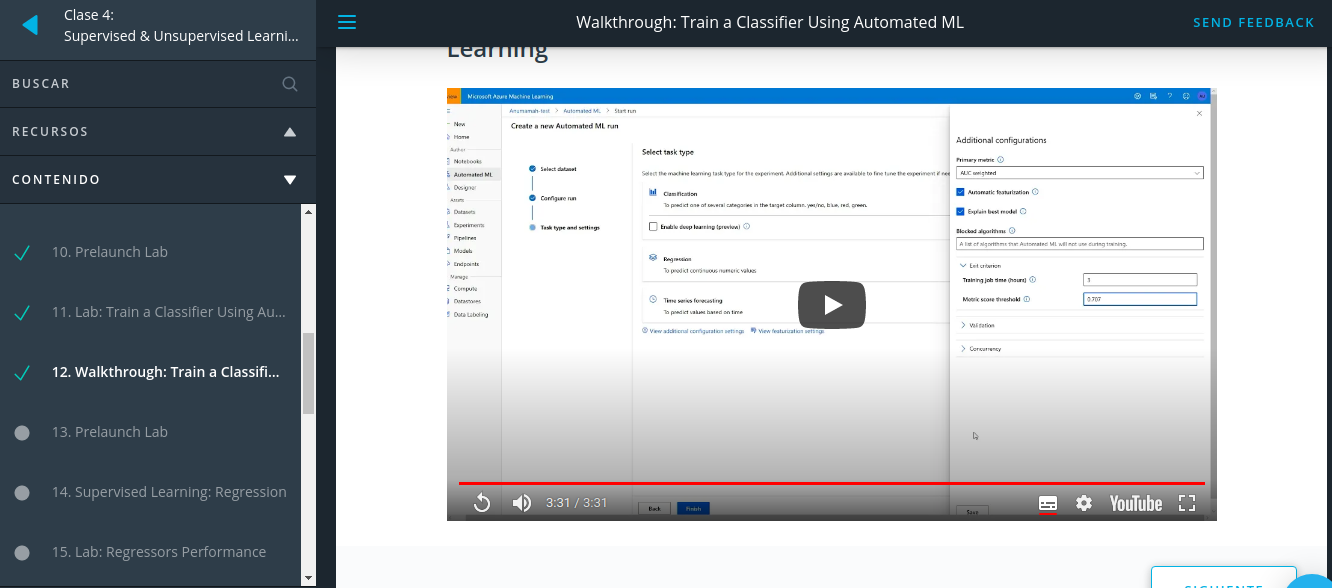 Clase 4:
Supervised & Unsupervised Learni...
BUSCAR
RECURSOS
CONTENIDO
10. Prelaunch Lab
11. Lab: Train a Classifier Using Au...
12. Walkthrough: Train a Classifi...
13. Prelaunch Lab
14. Supervised Learning: Regression
15. Lab: Regressors Performance
Walkthrough: Train a Classifier Using Automated ML
SEND FEEDBACK
Learning
Microsoft Azure Machine Learning
New
Home
Author
Notebooks
Automated ML
Designer
Assets
Datasets
Experiments
Pipelines
Models
Endpoints
Manage
Compute
Datastores
Data Labeling
Anumamah-test > Automated ML > Start run
Create a new Automated ML run
Select dataset
Configure run
Task type and settings
Select task type
Select the machine learning task type for the experiment. Additional settings are available to fine tune the experiment if nee
Classification
To predict one of several categories in the target column. yes/no, blue, red, green.
Enable deep learning (preview)
Regression
To predict continuous numeric values
Time series forecasting
To predict values based on time
View additional configuration settings
View featurization settings
Back
Finish
Additional configurations
Primary metric
AUC weighted
Automatic featurization
Explain best model
Blocked algorithms
A list of algorithms that Automated ML will not use during training.
Exit criterion
Training job time (hours)
3
Metric score threshold
0.707
Validation
Concurrency
Save
3:31 / 3:31
YouTube
SIGUIENTE